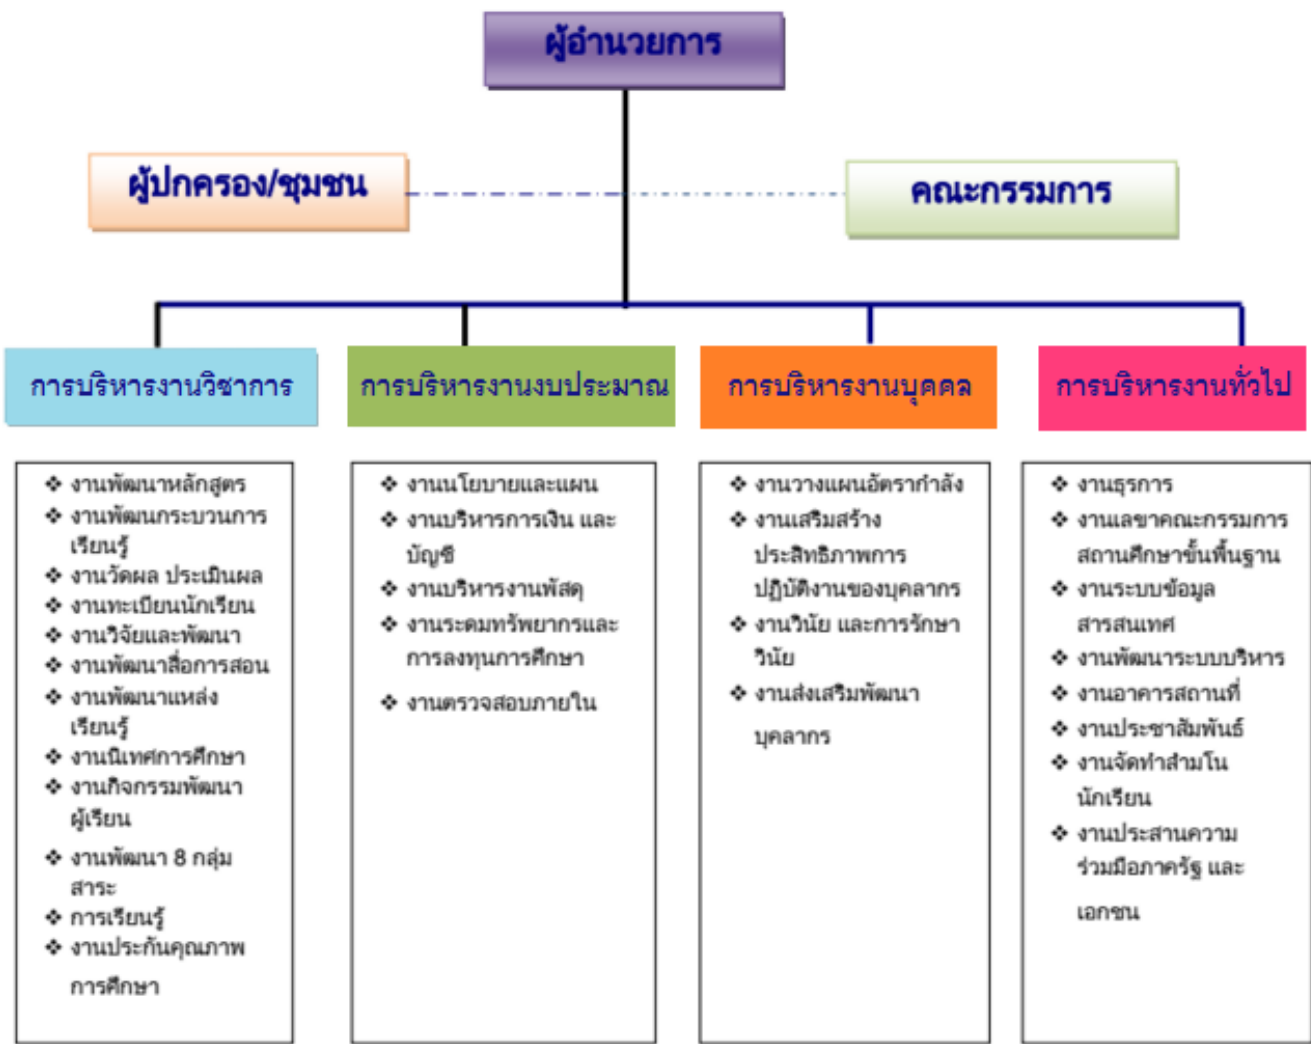 ผู้อำนวยการ
ผู้ปกครอง/ชุมชน
คณะกรรมการ
การบริหารงานวิชาการ
❖ งานพัฒนาหลักสูตร
❖ งานพัฒนกระบวนการ
เรียนรู้
❖ งานวัดผล ประเมินผล
❖ งานทะเบียนนักเรียน
❖ งานวิจัยและพัฒนา
❖ งานพัฒนาสื่อการสอน
❖ งานพัฒนาแหล่ง
เรียนรู้
❖ งานนิเทศการศึกษา
❖ งานกิจกรรมพัฒนา
ผู้เรียน
❖ งานพัฒนา 8 กลุ่ม
สาระ
❖ การเรียนรู้
❖ งานประกันคุณภาพ
การศึกษา
การบริหารงานงบประมาณ
❖ งานนโยบายและแผน
❖ งานบริหารการเงิน และ
บัญชี
❖ งานบริหารงานพัสดุ
❖ งานระดมทรัพยากรและ
การลงทุนการศึกษา
❖ งานตรวจสอบภายใน
การบริหารงานบุคคล
❖ งานวางแผนอัตรากำลัง
❖ งานเสริมสร้าง
ประสิทธิภาพการ
ปฏิบัติงานของบุคลากร
❖ งานวินัย และการรักษา
วินัย
❖ งานส่งเสริมพัฒนา
บุคลากร
การบริหารงานทั่วไป
❖ งานธุรการ
❖ งานเลขาคณะกรรมการ
สถานศึกษาขั้นพื้นฐาน
❖ งานระบบข้อมูล
สารสนเทศ
❖ งานพัฒนาระบบบริหาร
❖ งานอาคารสถานที่
❖ งานประชาสัมพันธ์
❖ งานจัดทำสำมโน
นักเรียน
❖ งานประสานความ
ร่วมมือภาครัฐ และ
เอกชน